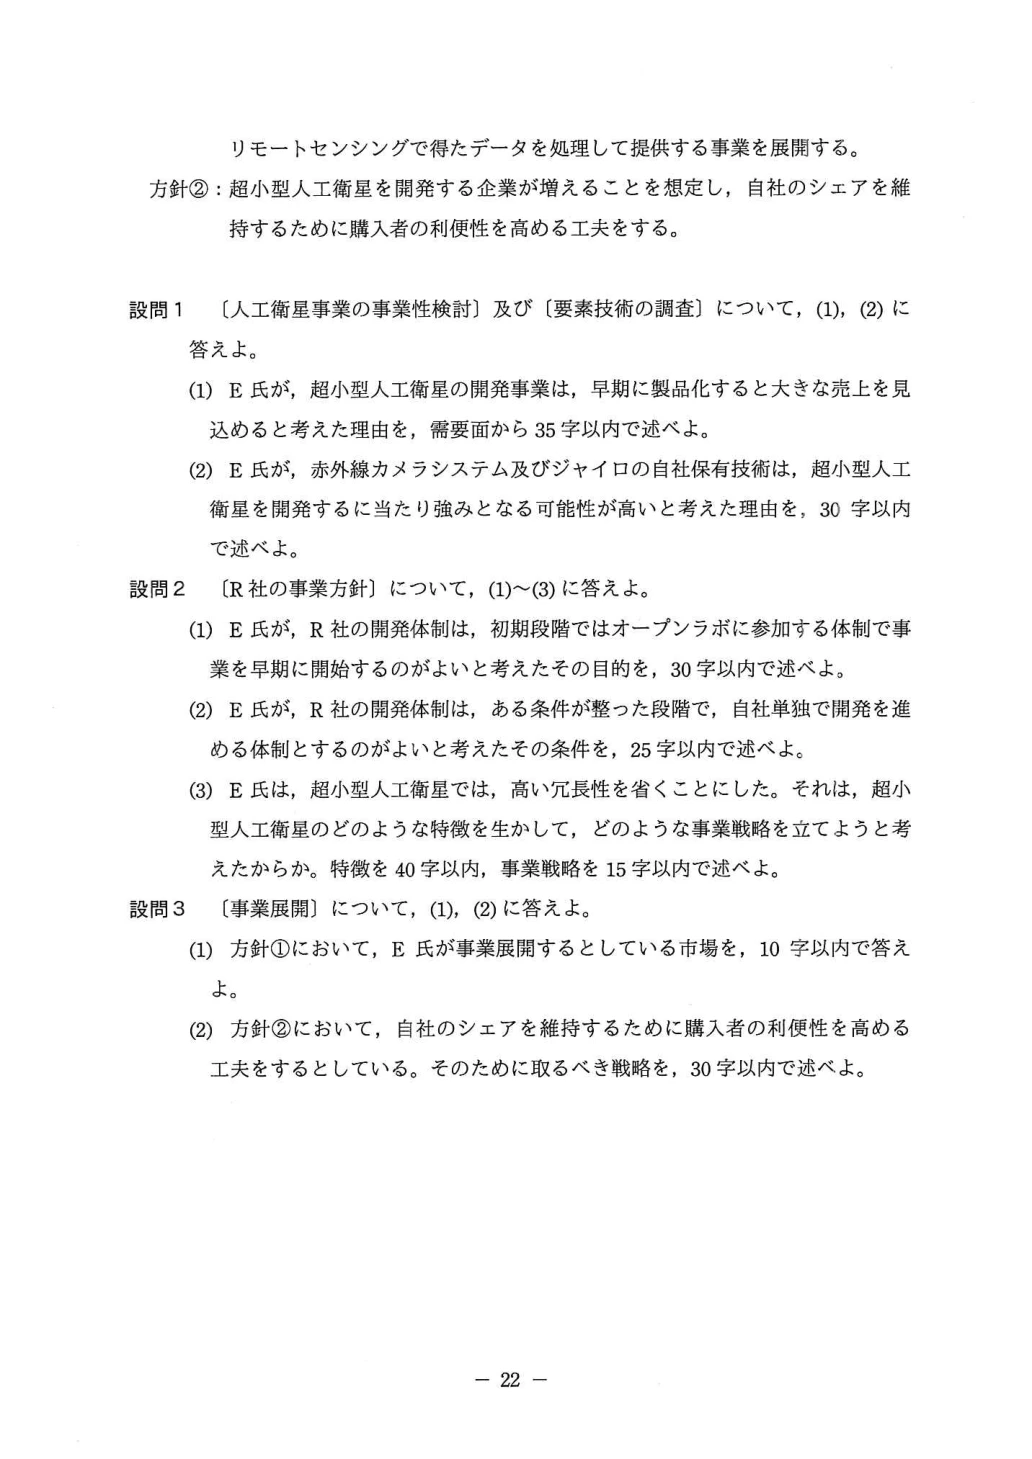 リモートセンシングで得たデータを処理して提供する事業を展開する。
方針②：超小型人工衛星を開発する企業が増えることを想定し，自社のシェアを維
持するために購入者の利便性を高める工夫をする。
設問1 〔人工衛星事業の事業性検討〕及び〔要素技術の調査〕について，(1)，(2) に
答えよ。
(1) E 氏が，超小型人工衛星の開発事業は，早期に製品化すると大きな売上を見
込めると考えた理由を，需要面から 35 字以内で述べよ。
(2) E 氏が，赤外線カメラシステム及びジャイロの自社保有技術は，超小型人工
衛星を開発するに当たり強みとなる可能性が高いと考えた理由を，30 字以内
で述べよ。
設問2 〔R 社の事業方針〕について，(1)～(3) に答えよ。
(1) E 氏が，R 社の開発体制は，初期段階ではオープンラボに参加する体制で事
業を早期に開始するのがよいと考えたその目的を，30 字以内で述べよ。
(2) E 氏が，R 社の開発体制は，ある条件が整った段階で，自社単独で開発を進
める体制とするのがよいと考えたその条件を，25 字以内で述べよ。
(3) E 氏は，超小型人工衛星では，高い冗長性を省くことにした。それは，超小
型人工衛星のどのような特徴を生かして，どのような事業戦略を立てようと考
えたからか。特徴を 40 字以内，事業戦略を 15 字以内で述べよ。
設問3 〔事業展開〕について，(1)，(2) に答えよ。
(1) 方針①において，E 氏が事業展開するとしている市場を，10 字以内で答え
よ。
(2) 方針②において，自社のシェアを維持するために購入者の利便性を高める
工夫をするとしている。そのために取るべき戦略を，30 字以内で述べよ。
－ 22 －